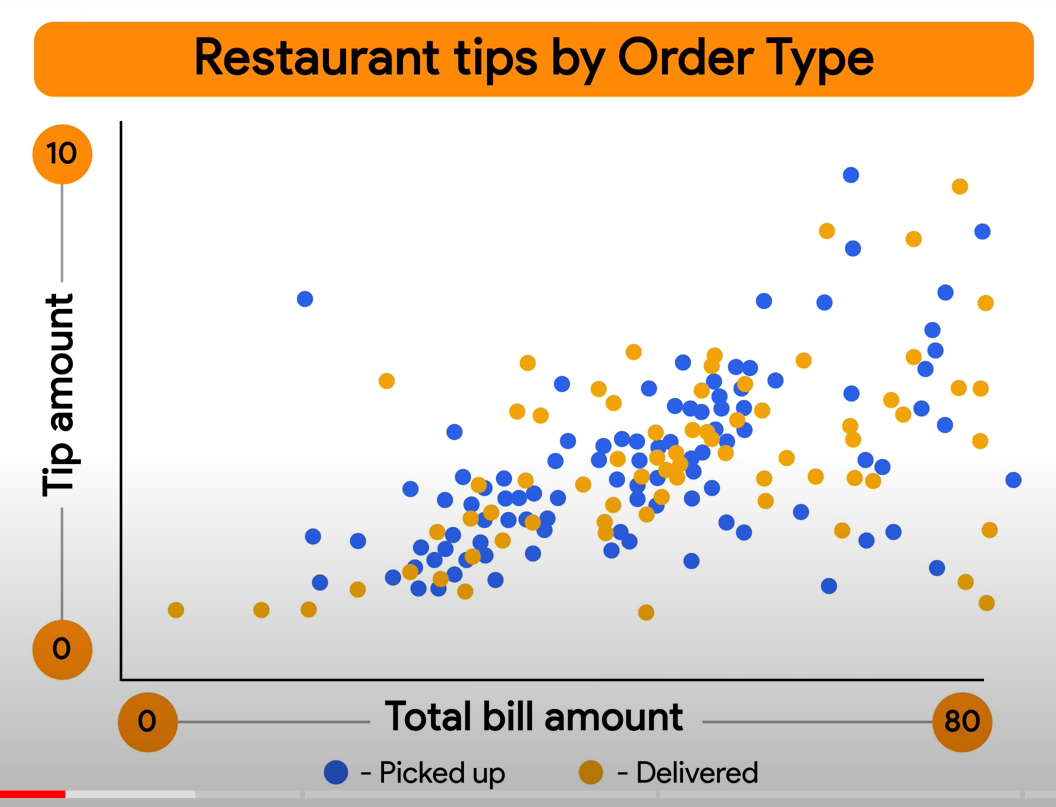 Restaurant tips by Order Type
10
Tip amount
0
0
Total bill amount
80
- Picked up
- Delivered